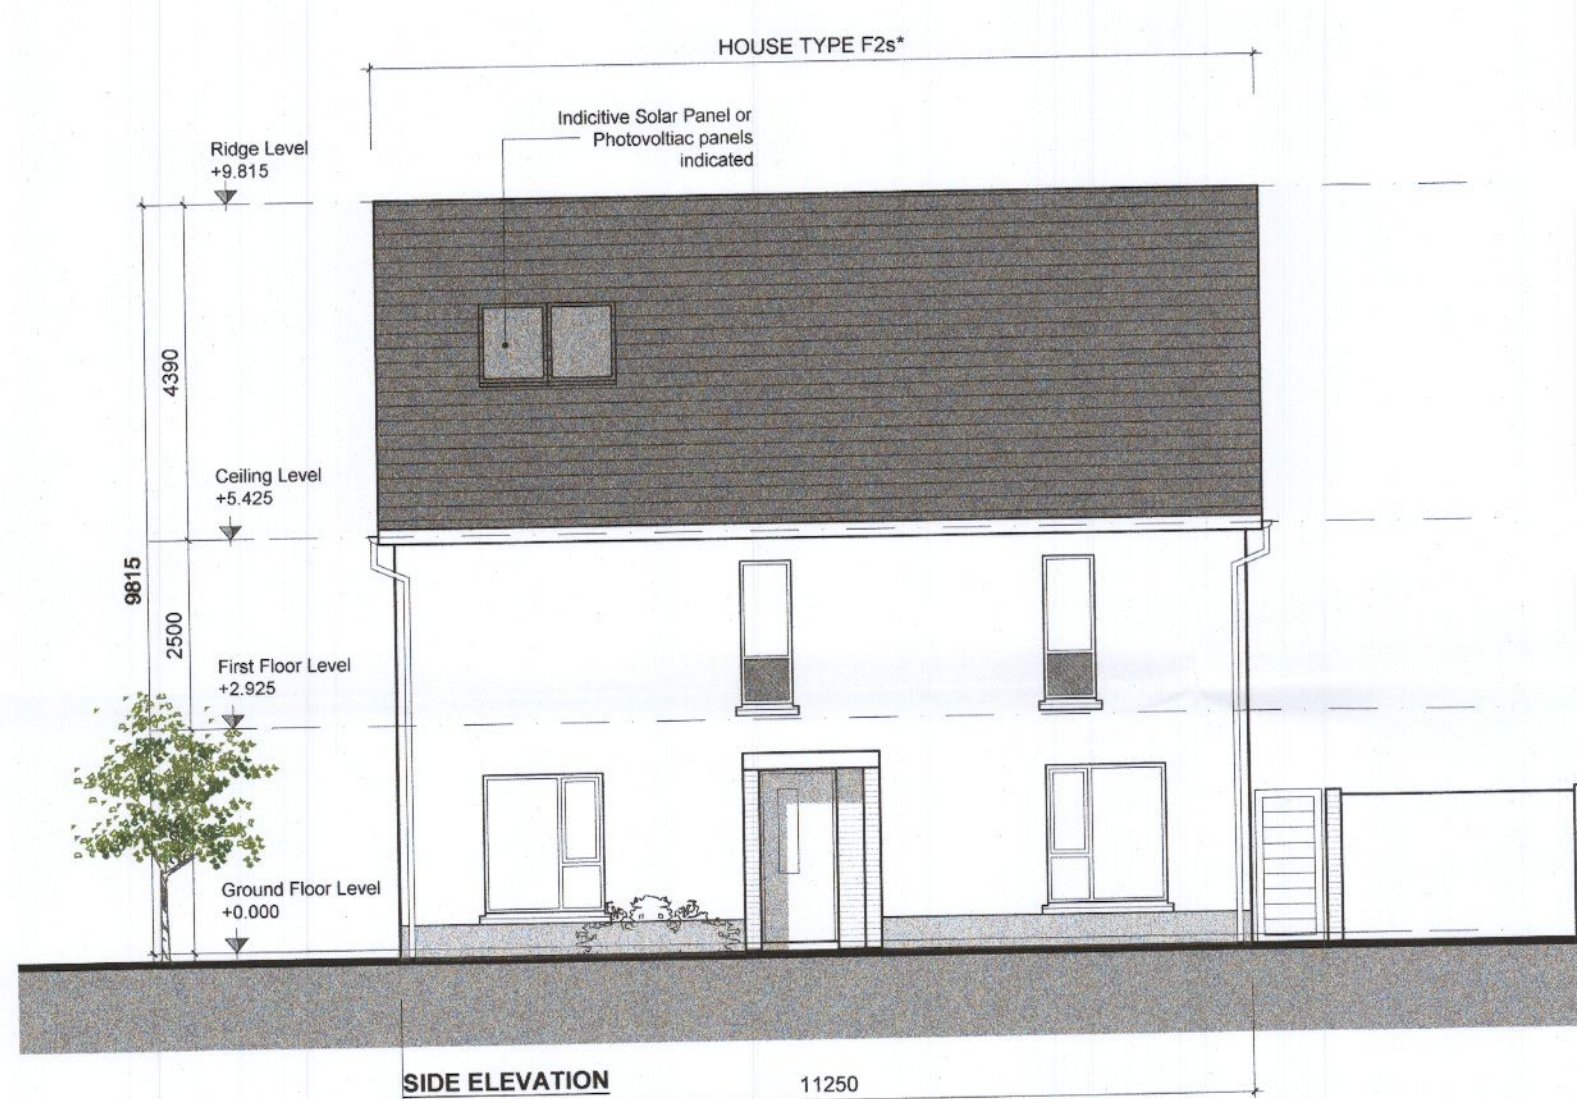 HOUSE TYPE F2s*
Indicitive Solar Panel or
Photovoltiac panels
indicated
Ridge Level
+9.815
4390
Ceiling Level
+5.425
9815
2500
First Floor Level
+2.925
Ground Floor Level
+0.000
SIDE ELEVATION
11250